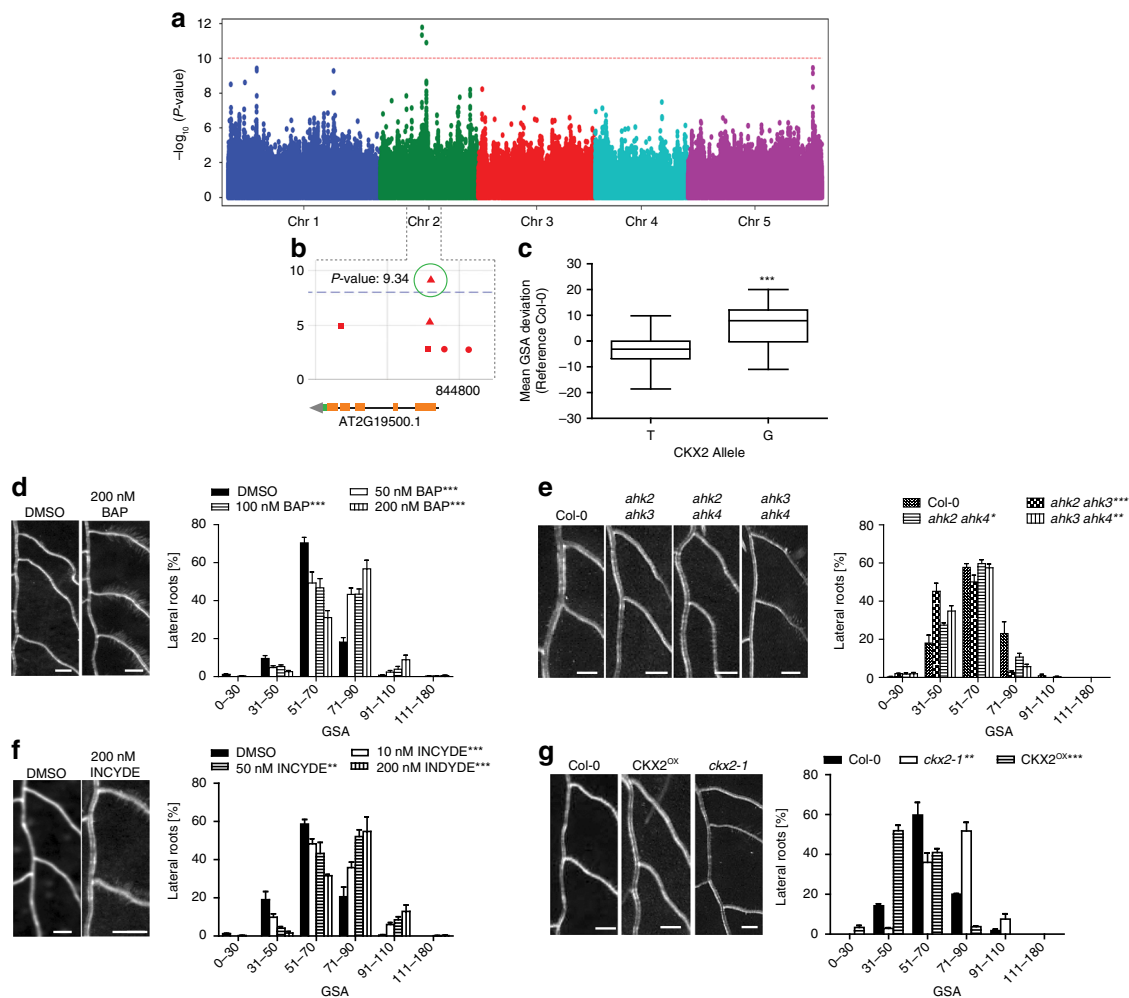 a
12
10
8
6
2
0
–log10 (P-value)
Chr 1
Chr 2
Chr 3
Chr 4
Chr 5
b
10
5
0
P-value: 9.34
844800
AT2G19500.1
c
30
20
10
0
–10
–20
–30
Mean GSA deviation
(Reference Col-0)
***
T
G
CKX2 Allele
d
DMSO
200 nM
BAP
DMSO
50 nM BAP***
100 nM BAP***
200 nM BAP***
80
60
40
20
0
Lateral roots [%]
0–30
31–50
51–70
71–90
91–110
111–180
GSA
e
Col-0
ahk2
ahk3
ahk2
ahk4
ahk3
ahk4
Col-0
ahk2 ahk3***
ahk2 ahk4*
ahk3 ahk4**
80
60
40
20
0
Lateral roots [%]
0–30
31–50
51–70
71–90
91–110
111–180
GSA
f
DMSO
200 nM
INCYDE
DMSO
10 nM INCYDE***
50 nM INCYDE**
200 nM INDYDE***
80
60
40
20
0
Lateral roots [%]
0–30
31–50
51–70
71–90
91–110
111–180
GSA
g
Col-0
CKX2OX
ckx2-1
Col-0
ckx2-1**
CKX2OX***
80
60
40
20
0
Lateral roots [%]
0–30
31–50
51–70
71–90
91–110
111–180
GSA